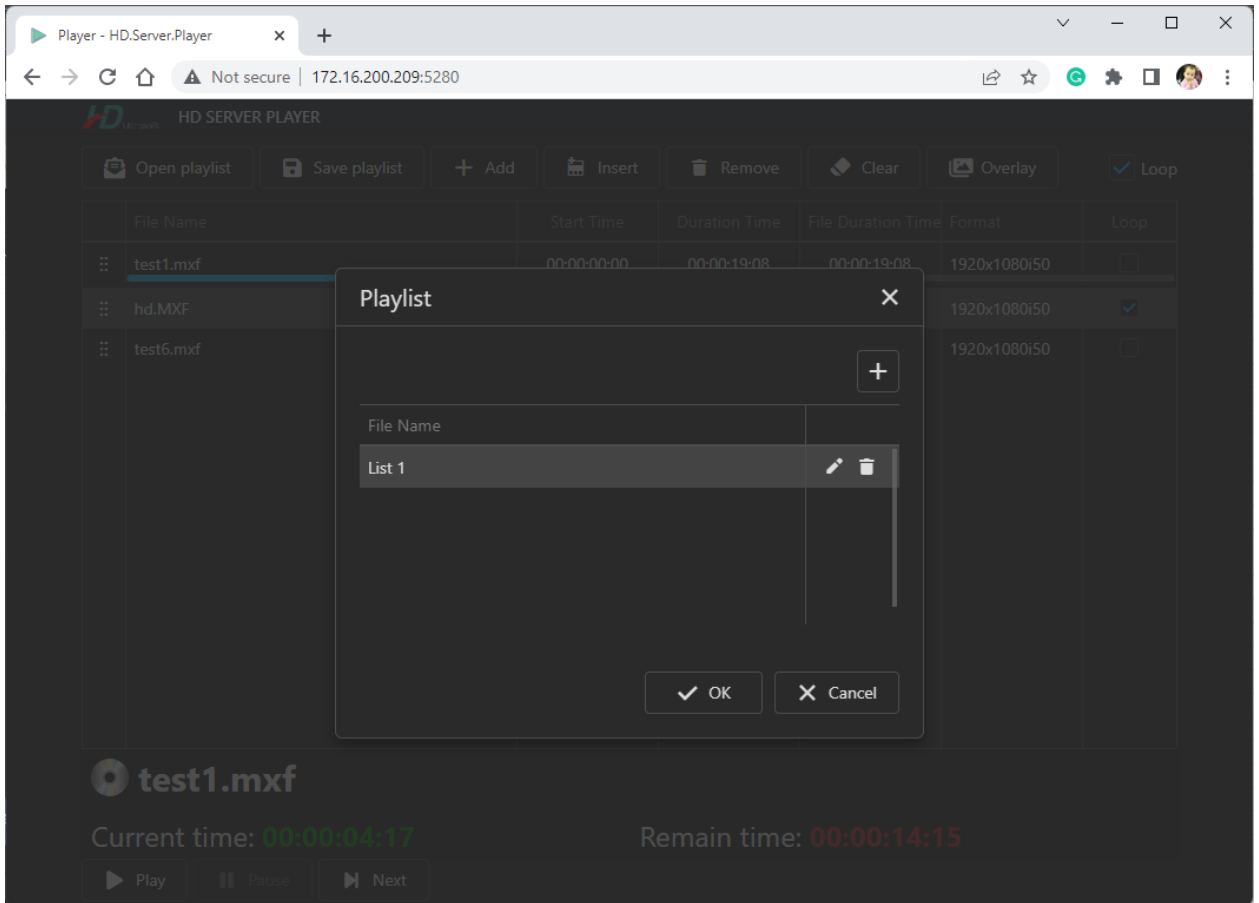 Player - HD.Server.Player
Not secure | 172.16.200.209:5280
HD Microsoft HD SERVER PLAYER
Open playlist Save playlist Add Insert Remove Clear Overlay Loop
File Name Start Time Duration Time File Duration Time Format Loop
test1.mxf 00:00:00:00 00:00:19:08 00:00:19:08 1920x1080i50
hd.MXF 1920x1080i50
test6.mxf 1920x1080i50
Playlist
File Name
List 1
OK Cancel
test1.mxf
Current time: 00:00:04:17 Remain time: 00:00:14:15
Play Pause Next